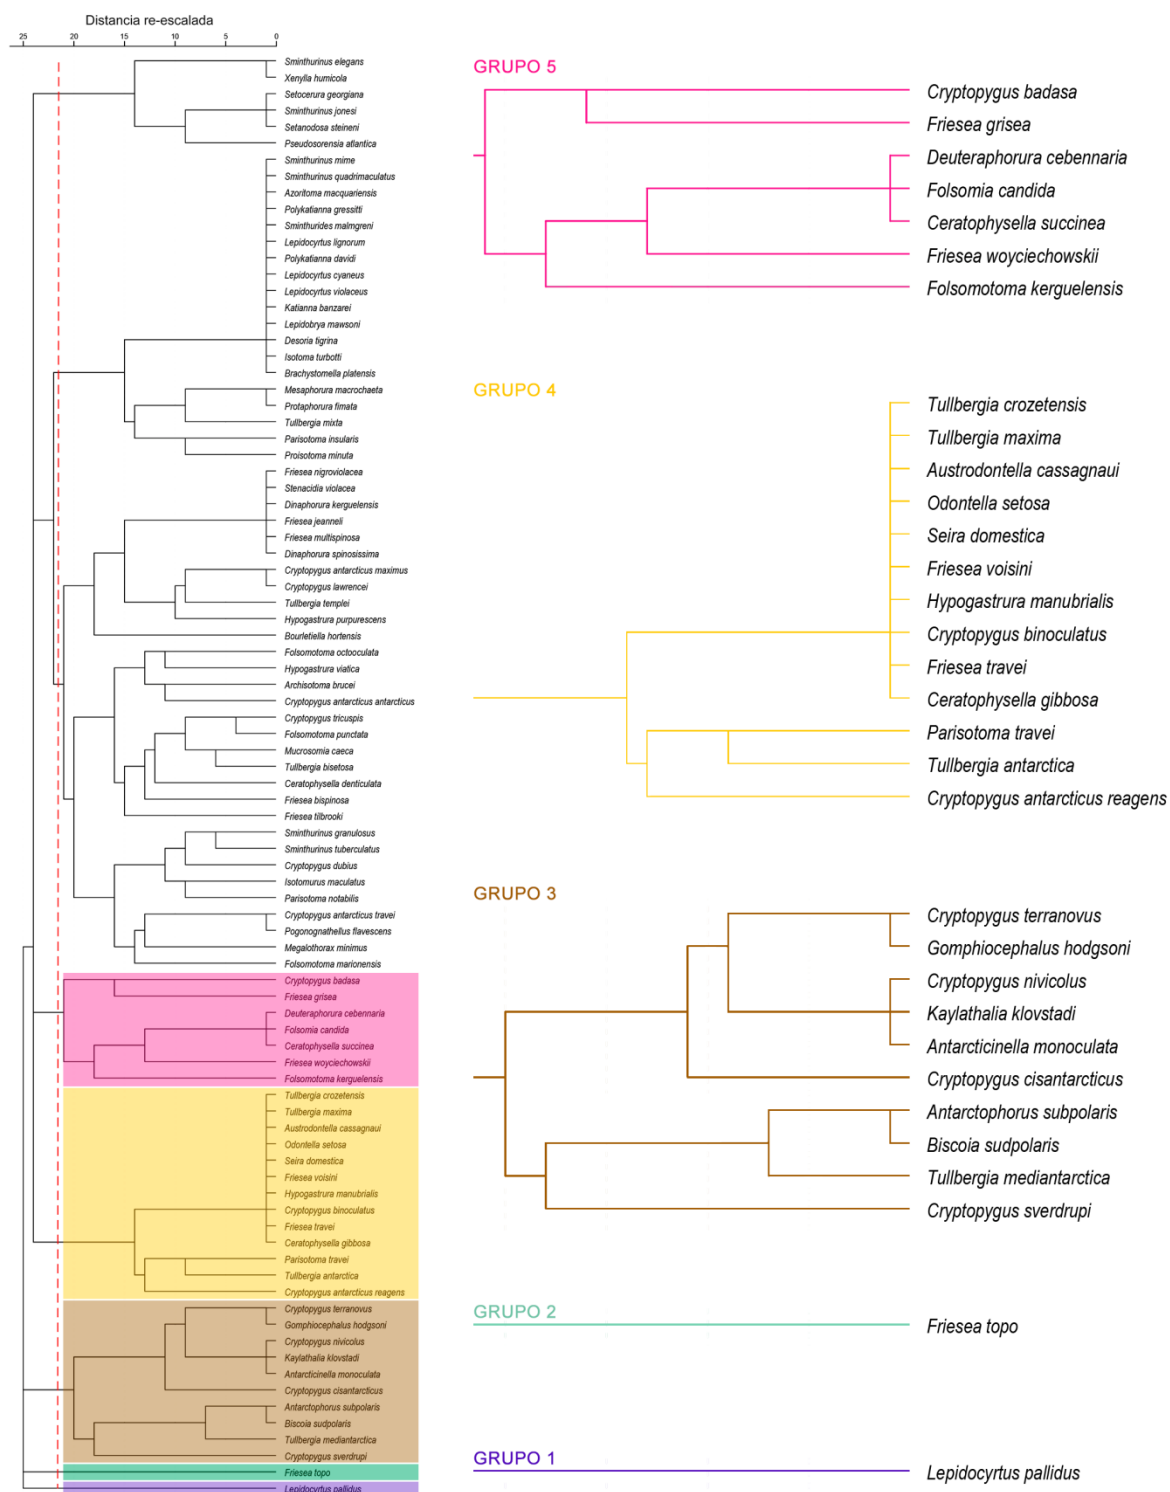 Distancia re-escalada
25 20 15 10 5 0
Sminthurinus elegans
Xenylla humicola
Setocerura georgiana
Sminthurinus jonesi
Setanodosa steineni
Pseudosorensia atlantica
Sminthurinus mime
Sminthurinus quadrimaculatus
Azoritoma macquariensis
Polykatianna gressitti
Sminthurides malmgreni
Lepidocyrtus lignorum
Polykatianna davidi
Lepidocyrtus cyaneus
Lepidocyrtus violaceus
Katianna banzarei
Lepidobrya mawsoni
Desoria tigrina
Isotoma turbotti
Brachystomella platensis
Mesaphorura macrochaeta
Protaphorura fimata
Tullbergia mixta
Parisotoma insularis
Proisotoma minuta
Friesea nigroviolacea
Stenacidia violacea
Dinaphorura kerguelensis
Friesea jeanneli
Friesea multispinosa
Dinaphorura spinosissima
Cryptopygus antarcticus maximus
Cryptopygus lawrencei
Tullbergia templei
Hypogastrura purpurescens
Bourletiella hortensis
Folsomotoma octooculata
Hypogastrura viatica
Archisotoma brucei
Cryptopygus antarcticus antarcticus
Cryptopygus tricuspis
Folsomotoma punctata
Mucrosomia caeca
Tullbergia bisetosa
Ceratophysella denticulata
Friesea bispinosa
Friesea tilbrooki
Sminthurinus granulosus
Sminthurinus tuberculatus
Cryptopygus dubius
Isotomurus maculatus
Parisotoma notabilis
Cryptopygus antarcticus travei
Pogonognathellus flavescens
Megalothorax minimus
Folsomotoma marionensis
Cryptopygus badasa
Friesea grisea
Deuteraphorura cebennaria
Folsomia candida
Ceratophysella succinea
Friesea woyciechowskii
Folsomotoma kerguelensis
Tullbergia crozetensis
Tullbergia maxima
Austrodontella cassagnaui
Odontella setosa
Seira domestica
Friesea voisini
Hypogastrura manubrialis
Cryptopygus binoculatus
Friesea travei
Ceratophysella gibbosa
Parisotoma travei
Tullbergia antarctica
Cryptopygus antarcticus reagens
Cryptopygus terranovus
Gomphiocephalus hodgsoni
Cryptopygus nivicolus
Kaylathalia klovstadi
Antarcticinella monoculata
Cryptopygus cisantarcticus
Antarctophorus subpolaris
Biscoia sudpolaris
Tullbergia mediantarctica
Cryptopygus sverdrupi
Friesea topo
Lepidocyrtus pallidus
GRUPO 5
Cryptopygus badasa
Friesea grisea
Deuteraphorura cebennaria
Folsomia candida
Ceratophysella succinea
Friesea woyciechowskii
Folsomotoma kerguelensis
GRUPO 4
Tullbergia crozetensis
Tullbergia maxima
Austrodontella cassagnaui
Odontella setosa
Seira domestica
Friesea voisini
Hypogastrura manubrialis
Cryptopygus binoculatus
Friesea travei
Ceratophysella gibbosa
Parisotoma travei
Tullbergia antarctica
Cryptopygus antarcticus reagens
GRUPO 3
Cryptopygus terranovus
Gomphiocephalus hodgsoni
Cryptopygus nivicolus
Kaylathalia klovstadi
Antarcticinella monoculata
Cryptopygus cisantarcticus
Antarctophorus subpolaris
Biscoia sudpolaris
Tullbergia mediantarctica
Cryptopygus sverdrupi
GRUPO 2
Friesea topo
GRUPO 1
Lepidocyrtus pallidus